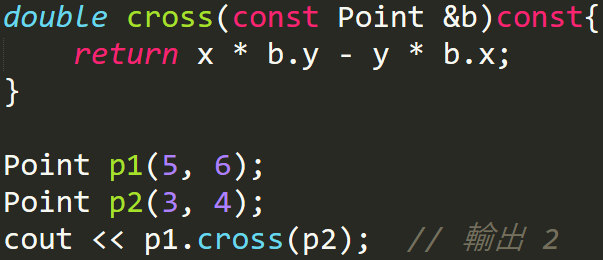 double cross(const Point &b)const{
    return x * b.y - y * b.x;
}
Point p1(5, 6);
Point p2(3, 4);
cout << p1.cross(p2);  // 輸出 2